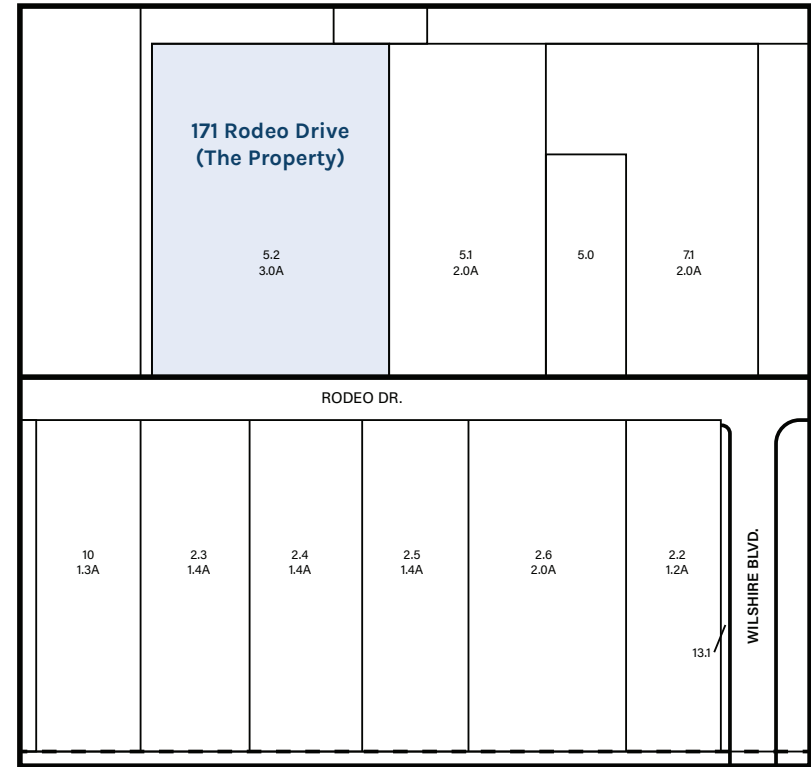 171 Rodeo Drive
(The Property)
5.2
3.0A
5.1
2.0A
5.0
7.1
2.0A
RODEO DR.
10
1.3A
2.3
1.4A
2.4
1.4A
2.5
1.4A
2.6
2.0A
2.2
1.2A
13.1
WILSHIRE BLVD.